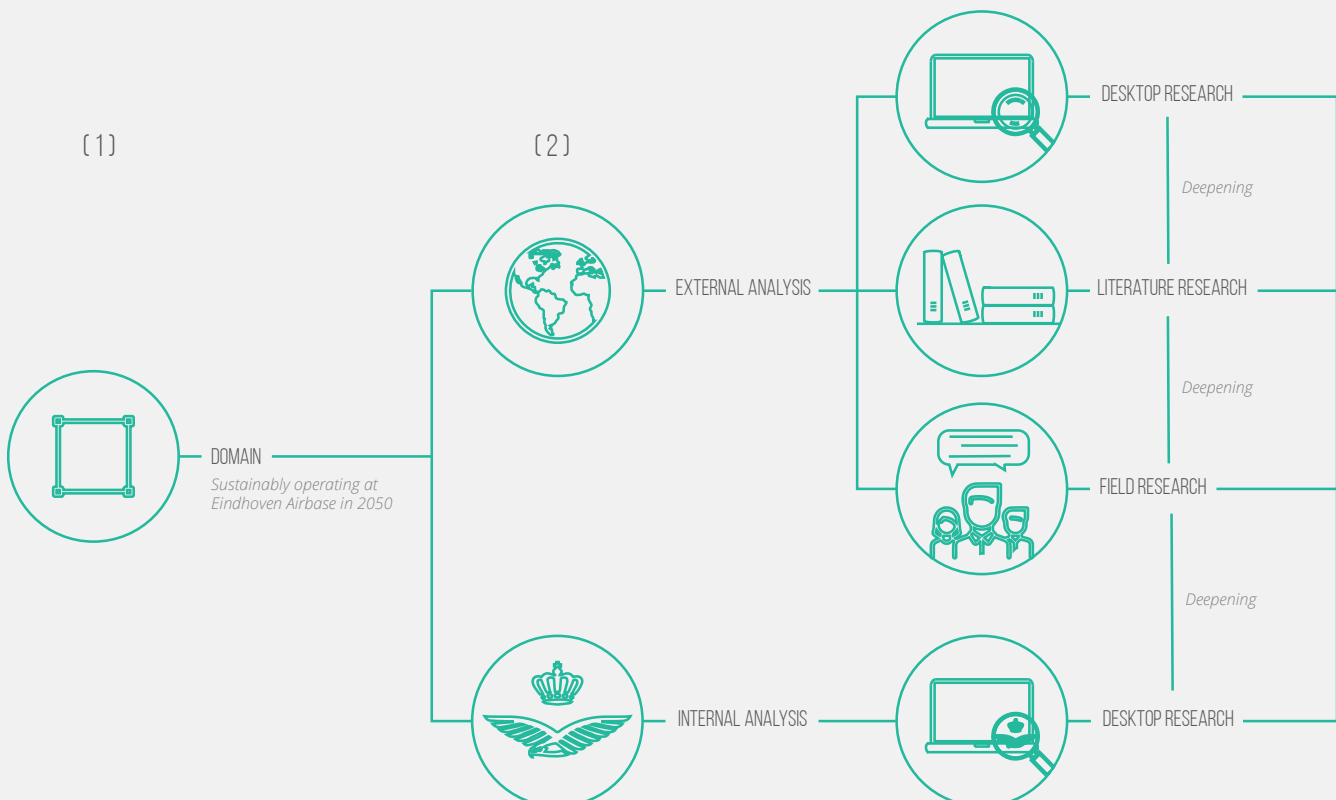 (1)
(2)
DESKTOP RESEARCH
Deepening
EXTERNAL ANALYSIS
LITERATURE RESEARCH
Deepening
DOMAIN
Sustainably operating at
Eindhoven Airbase in 2050
FIELD RESEARCH
Deepening
INTERNAL ANALYSIS
DESKTOP RESEARCH